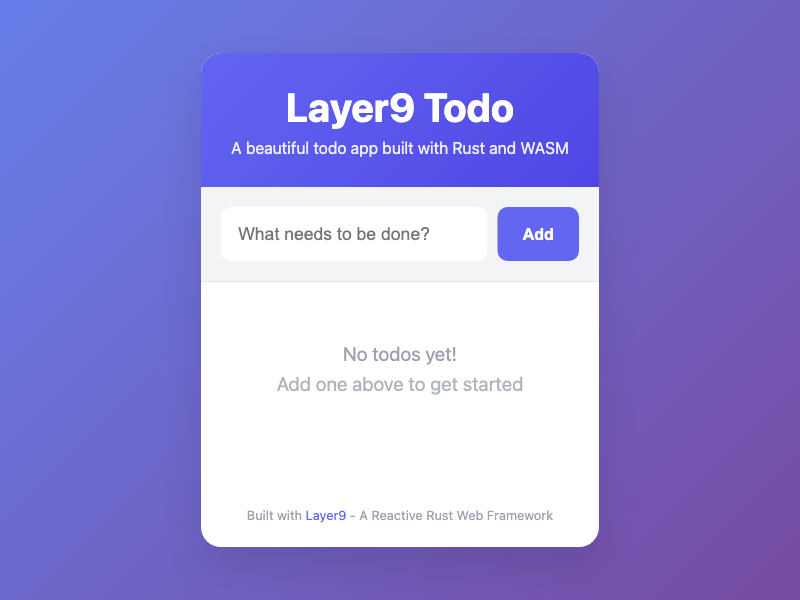 Layer9 Todo
A beautiful todo app built with Rust and WASM
What needs to be done?
Add
No todos yet!
Add one above to get started
Built with Layer9 - A Reactive Rust Web Framework